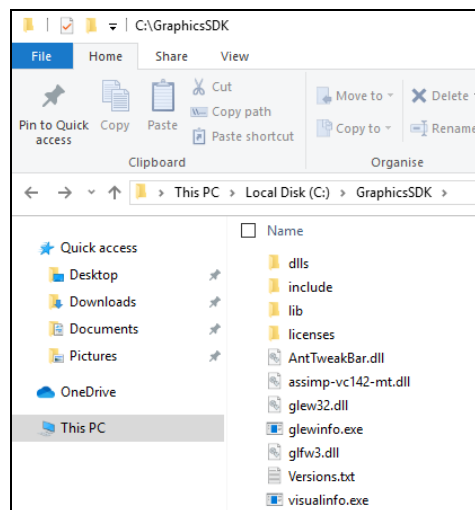 C:\GraphicsSDK
File Home Share View
Pin to Quick access
Copy
Paste
Cut
Copy path
Paste shortcut
Clipboard
Move to
Copy to
Delete
Rename
Organise
This PC > Local Disk (C:) > GraphicsSDK >
Quick access
Desktop
Downloads
Documents
Pictures
OneDrive
This PC
Name
dlls
include
lib
licenses
AntTweakBar.dll
assimp-vc142-mt.dll
glew32.dll
glewinfo.exe
glfw3.dll
Versions.txt
visualinfo.exe